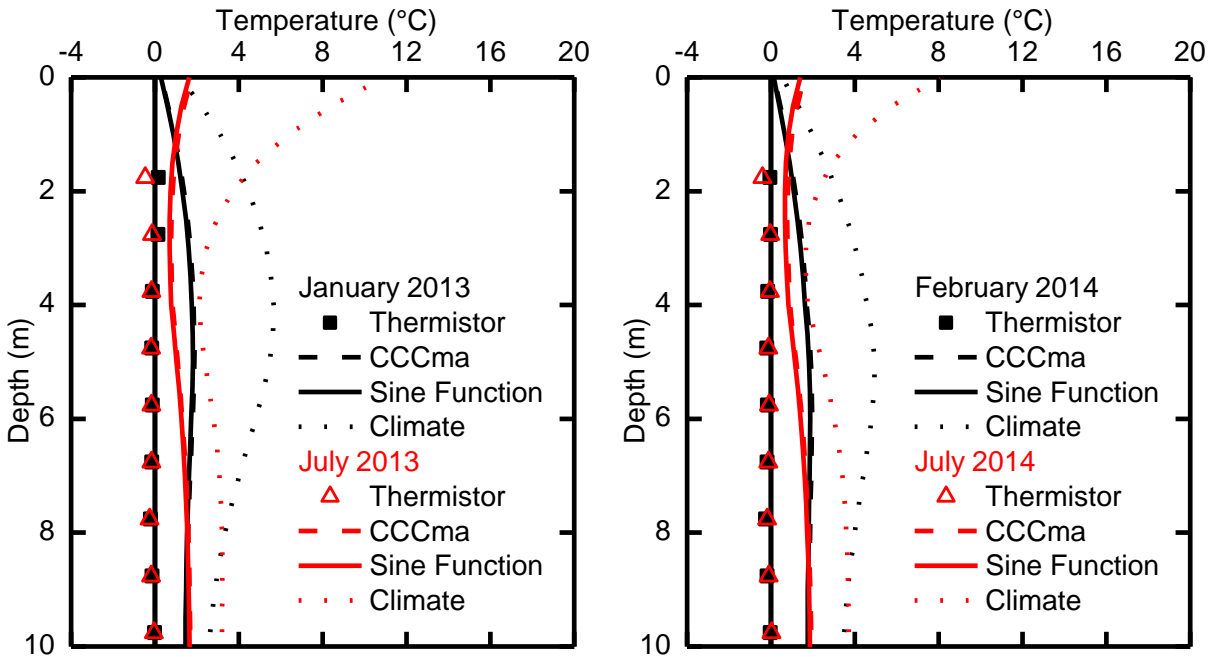 Temperature (°C)
-4 0 4 8 12 16 20
0
2
4
6
8
10
Depth (m)
January 2013
Thermistor
CCCma
Sine Function
Climate
July 2013
Thermistor
CCCma
Sine Function
Climate
Temperature (°C)
-4 0 4 8 12 16 20
0
2
4
6
8
10
Depth (m)
February 2014
Thermistor
CCCma
Sine Function
Climate
July 2014
Thermistor
CCCma
Sine Function
Climate